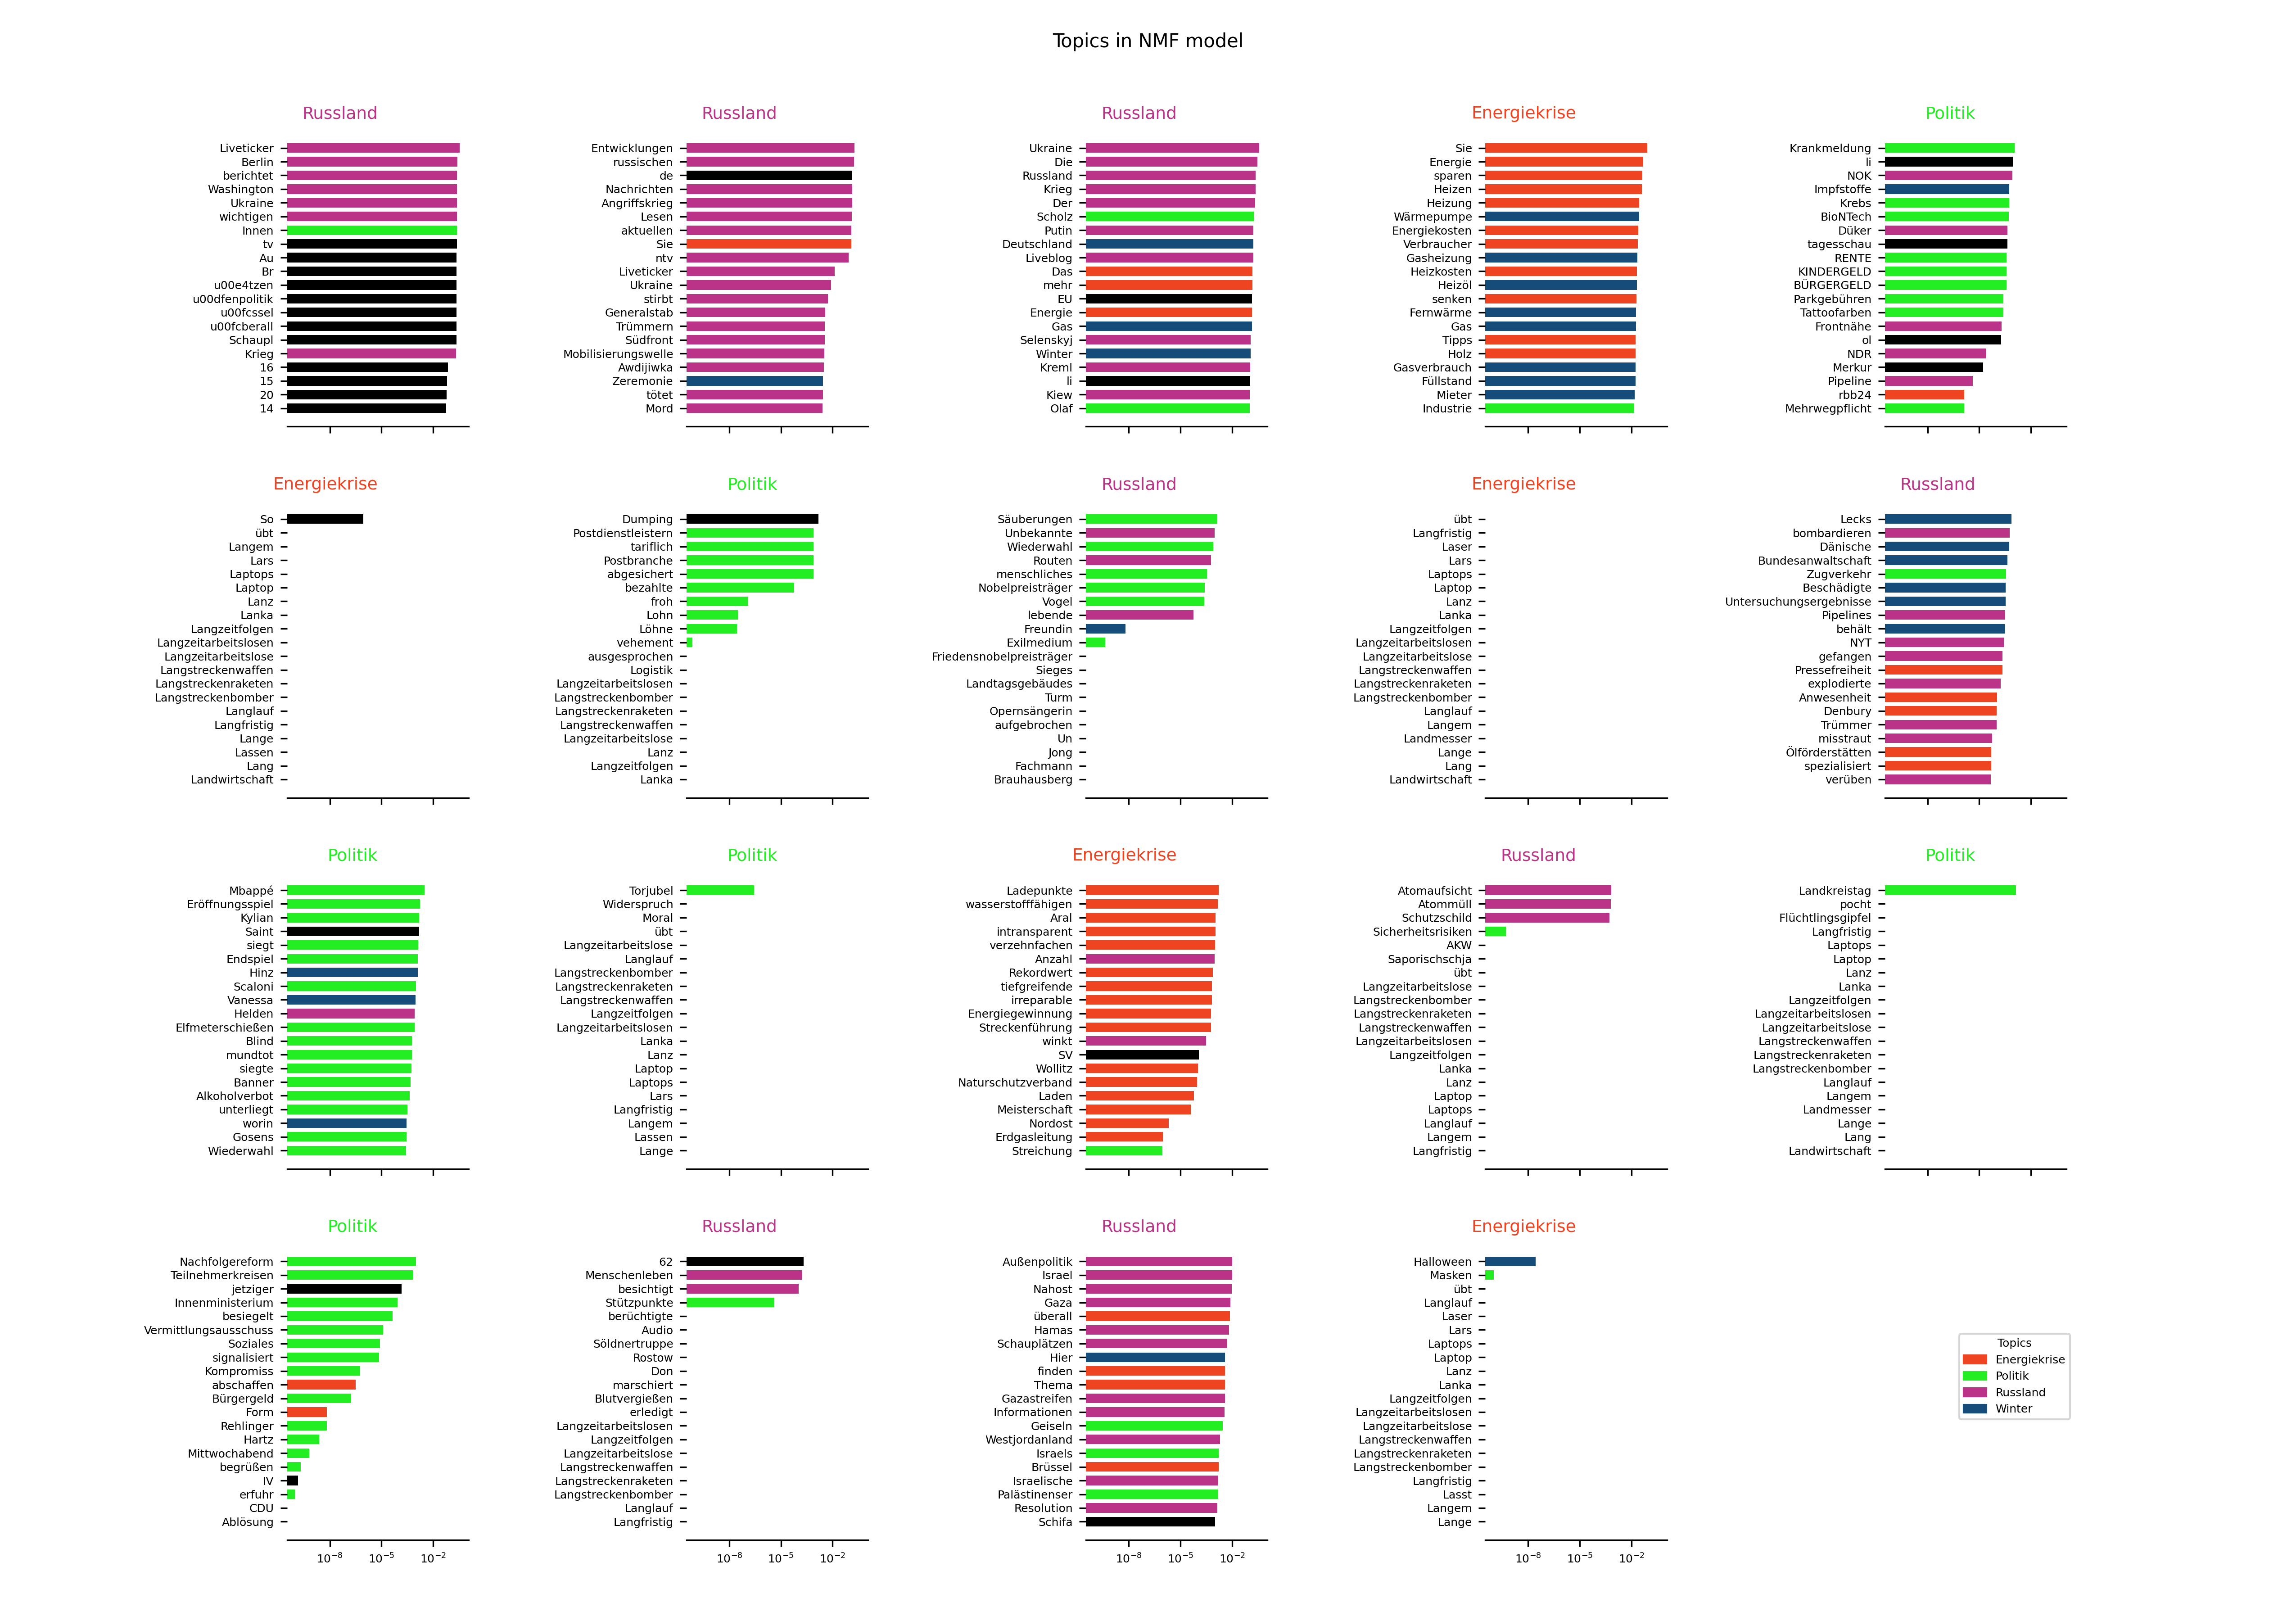 Topics in NMF model
Russland
Liveticker
Berlin
berichtet
Washington
Ukraine
wichtigen
Innen
tv
Au
Br
u00e4tzen
u00dfenpolitik
u00fcssel
u00fcberall
Schaupl
Krieg
16
15
20
14
Russland
Entwicklungen
russischen
de
Nachrichten
Angriffskrieg
Lesen
aktuellen
Sie
ntv
Liveticker
Ukraine
stirbt
Generalstab
Trümmern
Südfront
Mobilisierungswelle
Awdijiwka
Zeremonie
tötet
Mord
Russland
Ukraine
Die
Russland
Krieg
Der
Scholz
Putin
Deutschland
Liveblog
Das
mehr
EU
Energie
Gas
Selenskyj
Winter
Kreml
li
Kiew
Olaf
Energiekrise
Sie
Energie
sparen
Heizen
Heizung
Wärmepumpe
Energiekosten
Verbraucher
Gasheizung
Heizkosten
Heizöl
senken
Fernwärme
Gas
Tipps
Holz
Gasverbrauch
Füllstand
Mieter
Industrie
Politik
Krankmeldung
li
NOK
Impfstoffe
Krebs
BioNTech
Düker
tagesschau
RENTE
KINDERGELD
BÜRGERGELD
Parkgebühren
Tattoofarben
Frontnähe
ol
NDR
Merkur
Pipeline
rbb24
Mehrwegpflicht
Energiekrise
So
übt
Langem
Lars
Laptops
Laptop
Lanz
Lanka
Langzeitfolgen
Langzeitarbeitslosen
Langzeitarbeitslose
Langstreckenwaffen
Langstreckenraketen
Langstreckenbomber
Langlauf
Langfristig
Lange
Lassen
Lang
Landwirtschaft
Politik
Dumping
Postdienstleistern
tariflich
Postbranche
abgesichert
bezahlte
froh
Lohn
Löhne
vehement
ausgesprochen
Logistik
Langzeitarbeitslosen
Langstreckenbomber
Langstreckenraketen
Langstreckenwaffen
Langzeitarbeitslose
Lanz
Langzeitfolgen
Lanka
Russland
Säuberungen
Unbekannte
Wiederwahl
Routen
menschliches
Nobelpreisträger
Vogel
lebende
Freundin
Exilmedium
Friedensnobelpreisträger
Sieges
Landtagsgebäudes
Turm
Opernsängerin
aufgebrochen
Un
Jong
Fachmann
Brauhausberg
Energiekrise
übt
Langfristig
Laser
Lars
Laptops
Laptop
Lanz
Lanka
Langzeitfolgen
Langzeitarbeitslosen
Langzeitarbeitslose
Langstreckenwaffen
Langstreckenraketen
Langstreckenbomber
Langlauf
Langem
Landmesser
Lange
Lang
Landwirtschaft
Russland
Lecks
bombardieren
Dänische
Bundesanwaltschaft
Zugverkehr
Beschädigte
Untersuchungsergebnisse
Pipelines
behält
NYT
gefangen
Pressefreiheit
explodierte
Anwesenheit
Denbury
Trümmer
misstraut
Ölförderstätten
spezialisiert
verüben
Politik
Mbappé
Eröffnungsspiel
Kylian
Saint
siegt
Endspiel
Hinz
Scaloni
Vanessa
Helden
Elfmeterschießen
Blind
mundtot
siegte
Banner
Alkoholverbot
unterliegt
worin
Gosens
Wiederwahl
Politik
Torjubel
Widerspruch
Moral
übt
Langzeitarbeitslose
Langlauf
Langstreckenbomber
Langstreckenraketen
Langstreckenwaffen
Langzeitfolgen
Langzeitarbeitslosen
Lanka
Lanz
Laptop
Laptops
Lars
Langfristig
Langem
Lassen
Lange
Energiekrise
Ladepunkte
wasserstofffähigen
Aral
intransparent
verzehnfachen
Anzahl
Rekordwert
tiefgreifende
irreparable
Energiegewinnung
Streckenführung
winkt
SV
Wollitz
Naturschutzverband
Laden
Meisterschaft
Nordost
Erdgasleitung
Streichung
Russland
Atomaufsicht
Atommüll
Schutzschild
Sicherheitsrisiken
AKW
Saporischschja
übt
Langzeitarbeitslose
Langstreckenbomber
Langstreckenraketen
Langstreckenwaffen
Langzeitarbeitslosen
Langzeitfolgen
Lanka
Lanz
Laptop
Laptops
Langlauf
Langem
Langfristig
Politik
Landkreistag
pocht
Flüchtlingsgipfel
Langfristig
Laptops
Laptop
Lanz
Lanka
Langzeitfolgen
Langzeitarbeitslosen
Langzeitarbeitslose
Langstreckenwaffen
Langstreckenraketen
Langstreckenbomber
Langlauf
Langem
Landmesser
Lange
Lang
Landwirtschaft
Politik
Nachfolgereform
Teilnehmerkreisen
jetziger
Innenministerium
besiegelt
Vermittlungsausschuss
Soziales
signalisiert
Kompromiss
abschaffen
Bürgergeld
Form
Rehlinger
Hartz
Mittwochabend
begrüßen
IV
erfuhr
CDU
Ablösung
10⁻⁸ 10⁻⁵ 10⁻²
Russland
62
Menschenleben
besichtigt
Stützpunkte
berüchtigte
Audio
Söldnertruppe
Rostow
Don
marschiert
Blutvergießen
erledigt
Langzeitarbeitslosen
Langzeitfolgen
Langzeitarbeitslose
Langstreckenwaffen
Langstreckenraketen
Langstreckenbomber
Langlauf
Langfristig
10⁻⁸ 10⁻⁵ 10⁻²
Russland
Außenpolitik
Israel
Nahost
Gaza
überall
Hamas
Schauplätzen
Hier
finden
Thema
Gazastreifen
Informationen
Geiseln
Westjordanland
Israels
Brüssel
Israelische
Palästinenser
Resolution
Schifa
10⁻⁸ 10⁻⁵ 10⁻²
Energiekrise
Halloween
Masken
übt
Langlauf
Laser
Lars
Laptops
Laptop
Lanz
Lanka
Langzeitfolgen
Langzeitarbeitslosen
Langzeitarbeitslose
Langstreckenwaffen
Langstreckenraketen
Langstreckenbomber
Langfristig
Lasst
Langem
Lange
10⁻⁸ 10⁻⁵ 10⁻²
Topics
Energiekrise
Politik
Russland
Winter